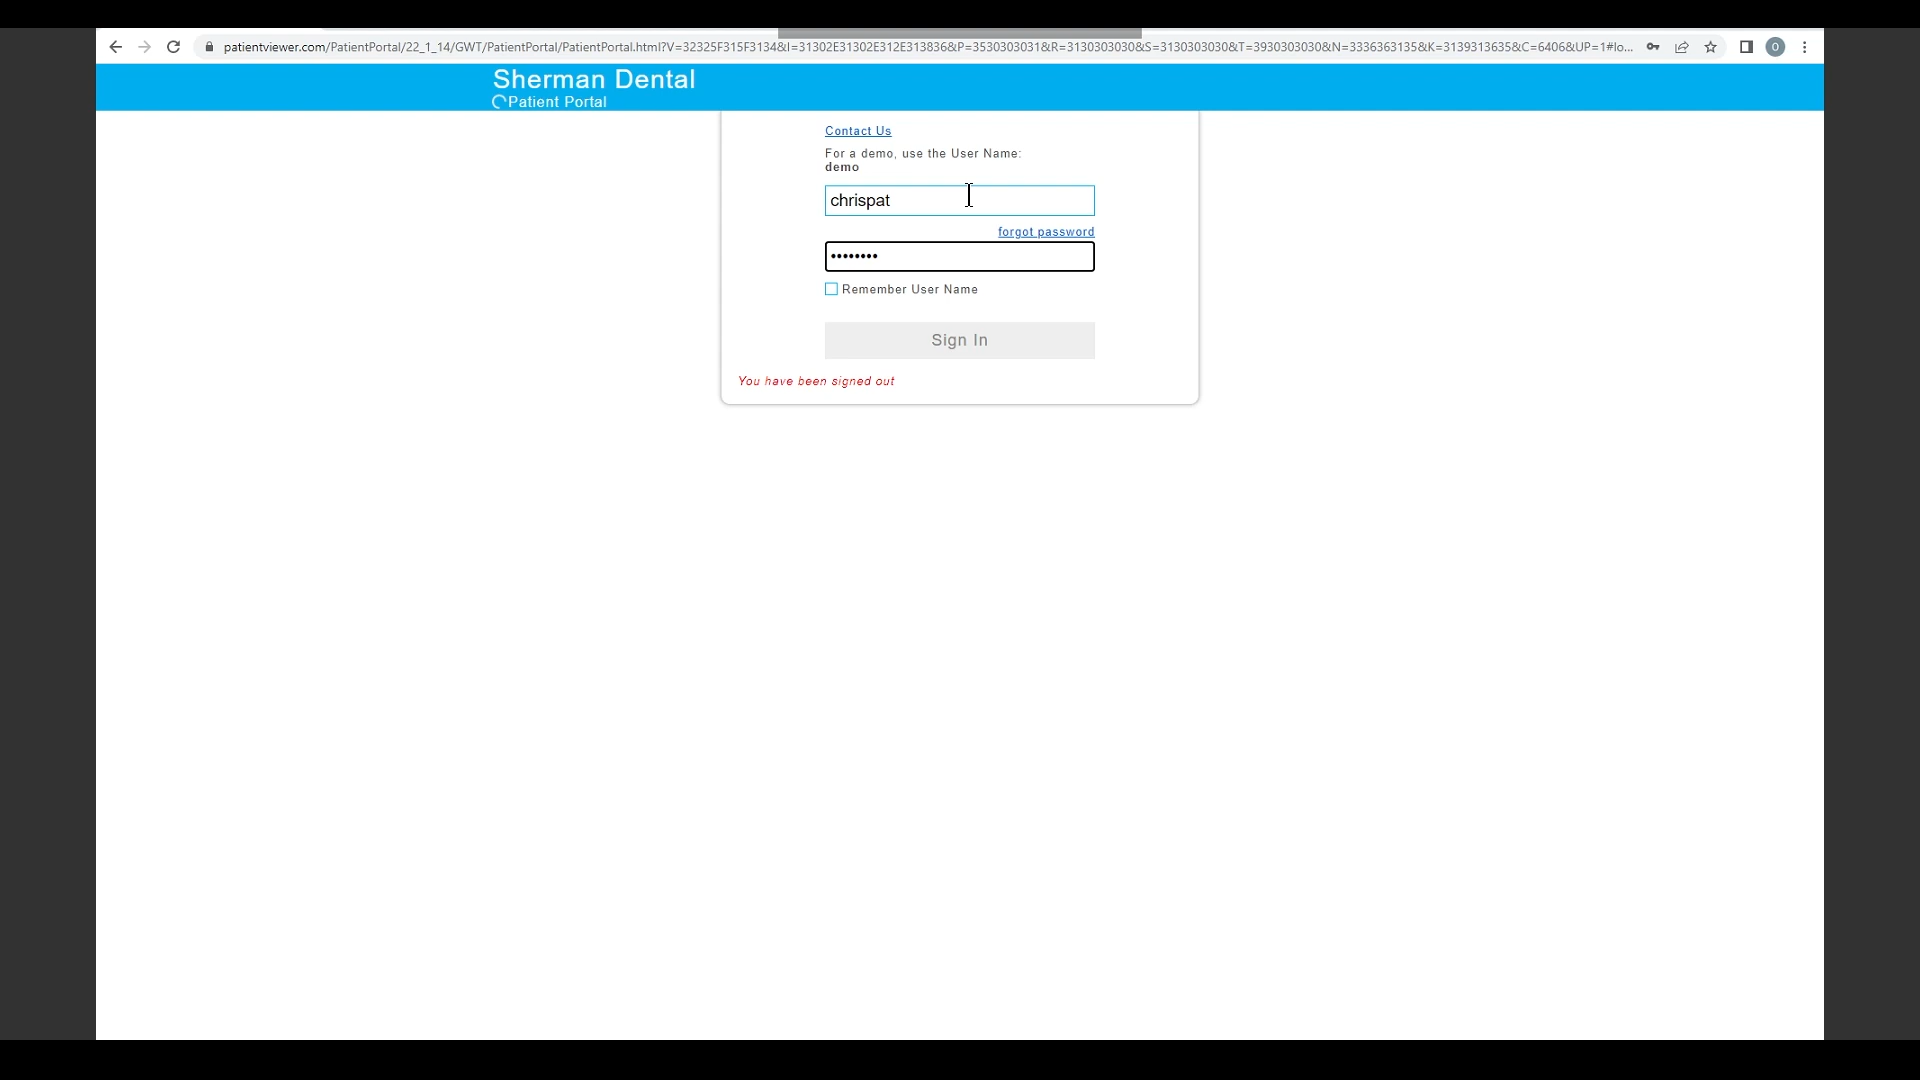 patientviewer.com/PatientPortal/22_1_14/GWT/PatientPortal/PatientPortal.html?V=32325F315F3134&I=31302E31302E312E313836&P=3530303031&R=3130303030&S=3130303030&T=3930303030&N=3336363135&K=3139313635&C=6406&UP=1#lo...
O
Sherman Dental
Patient Portal
Contact Us
For a demo, use the User Name:
demo
chrispat
forgot password
••••••••
Remember User Name
Sign In
You have been signed out